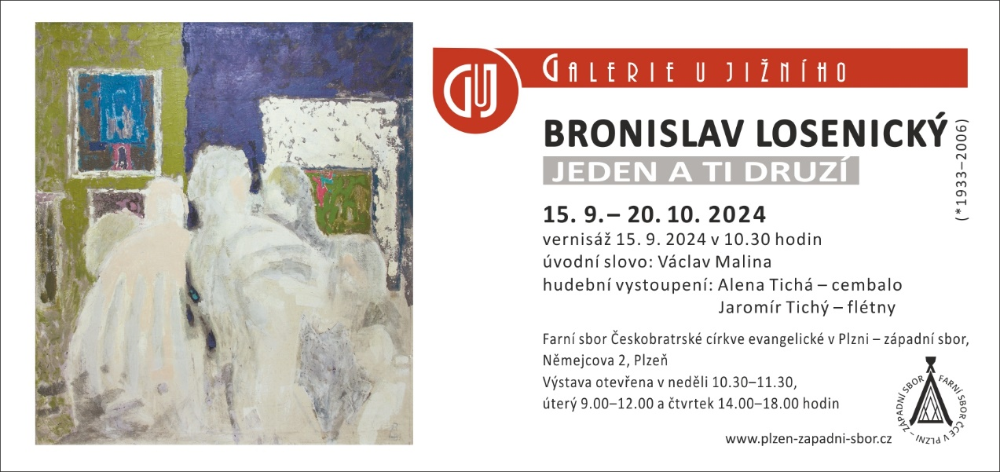 GUJ
GALERIE U JIŽNÍHO
BRONISLAV LOSENICKÝ
(*1933–2006)
JEDEN A TI DRUZÍ
15. 9.– 20. 10. 2024
vernisáž 15. 9. 2024 v 10.30 hodin
úvodní slovo: Václav Malina
hudební vystoupení: Alena Tichá – cembalo
Jaromír Tichý – flétny
Farní sbor Českobratrské církve evangelické v Plzni – západní sbor,
Němejcova 2, Plzeň
Výstava otevřena v neděli 10.30–11.30,
úterý 9.00–12.00 a čtvrtek 14.00–18.00 hodin
FARNÍ SBOR ČCE V PLZNI – ZÁPADNÍ SBOR
www.plzen-zapadni-sbor.cz